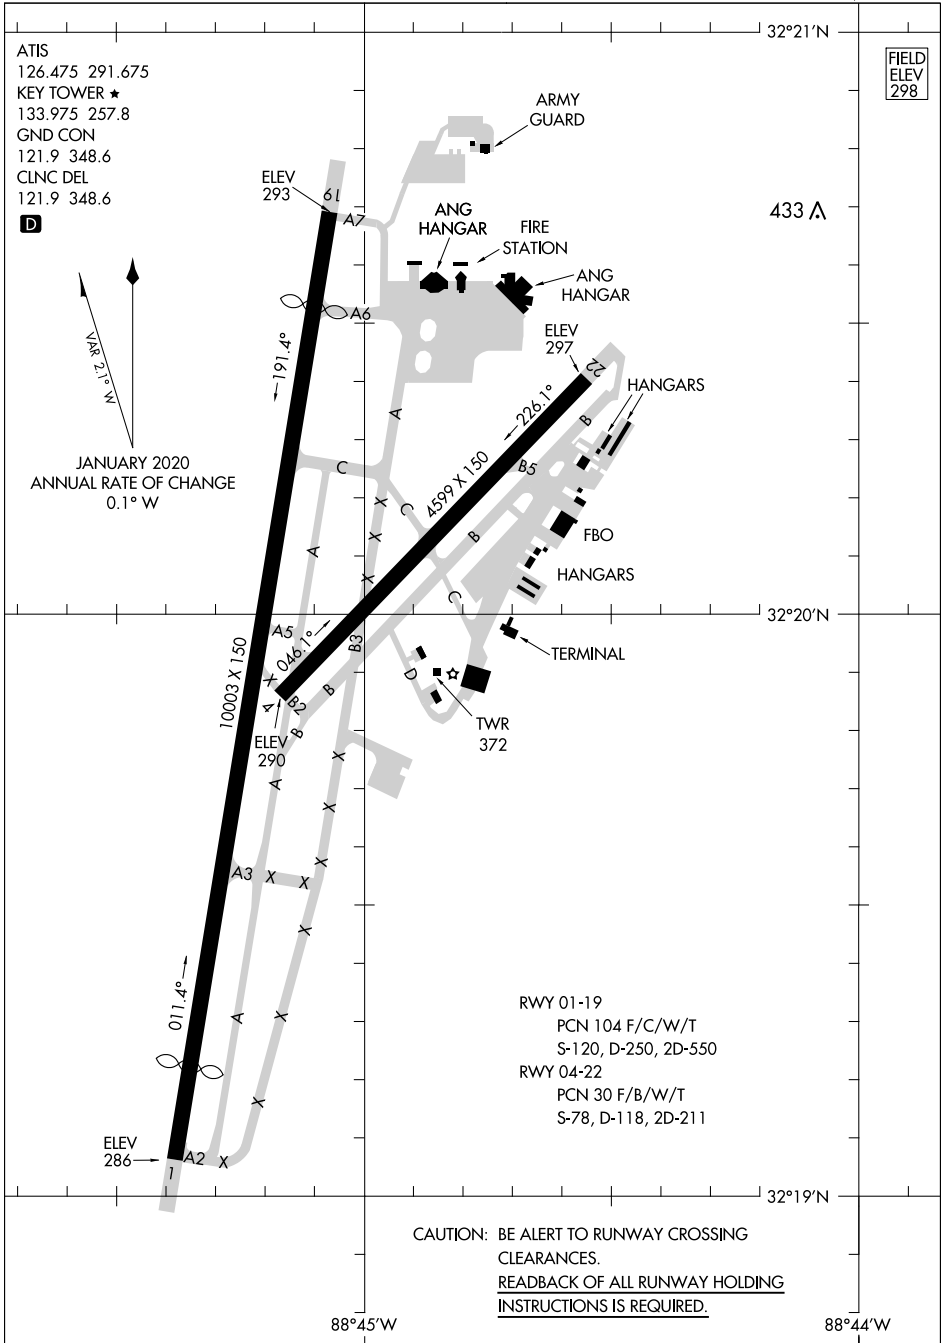 ATIS
126.475 291.675
KEY TOWER ★
133.975 257.8
GND CON
121.9 348.6
CLNC DEL
121.9 348.6
D
32°21'N
FIELD
ELEV
298
ARMY
GUARD
ELEV
293
19
A7
ANG
HANGAR
FIRE
STATION
433
ANG
HANGAR
A6
VAR 2.1° W
191.4°
ELEV
297
22
HANGARS
226.1°
A
B
JANUARY 2020
ANNUAL RATE OF CHANGE
0.1° W
C
B5
4599 X 150
X
C
X
B
FBO
A
X
HANGARS
C
32°20'N
A5
046.1°
B3
TERMINAL
10003 X 150
X
D
4
B2
B
TWR
372
B
ELEV
290
X
A
X
X
A3
X
X
X
011.4°
A
X
RWY 01-19
PCN 104 F/C/W/T
S-120, D-250, 2D-550
RWY 04-22
PCN 30 F/B/W/T
S-78, D-118, 2D-211
X
ELEV
286
A2
X
1
32°19'N
CAUTION: BE ALERT TO RUNWAY CROSSING
CLEARANCES.
READBACK OF ALL RUNWAY HOLDING
INSTRUCTIONS IS REQUIRED.
88°45'W
88°44'W